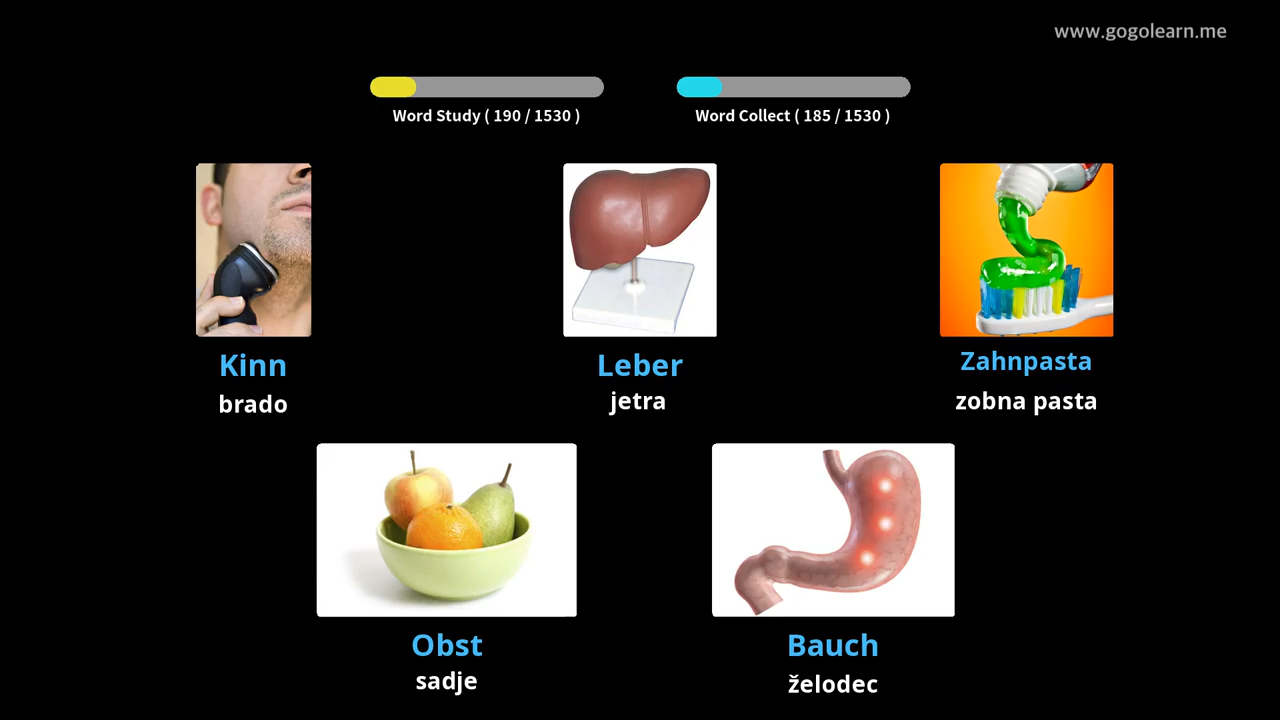 www.gogolearn.me
Word Study ( 190 / 1530 )
Word Collect ( 185 / 1530 )
Kinn
brado
Leber
jetra
Zahnpasta
zobna pasta
Obst
sadje
Bauch
želodec